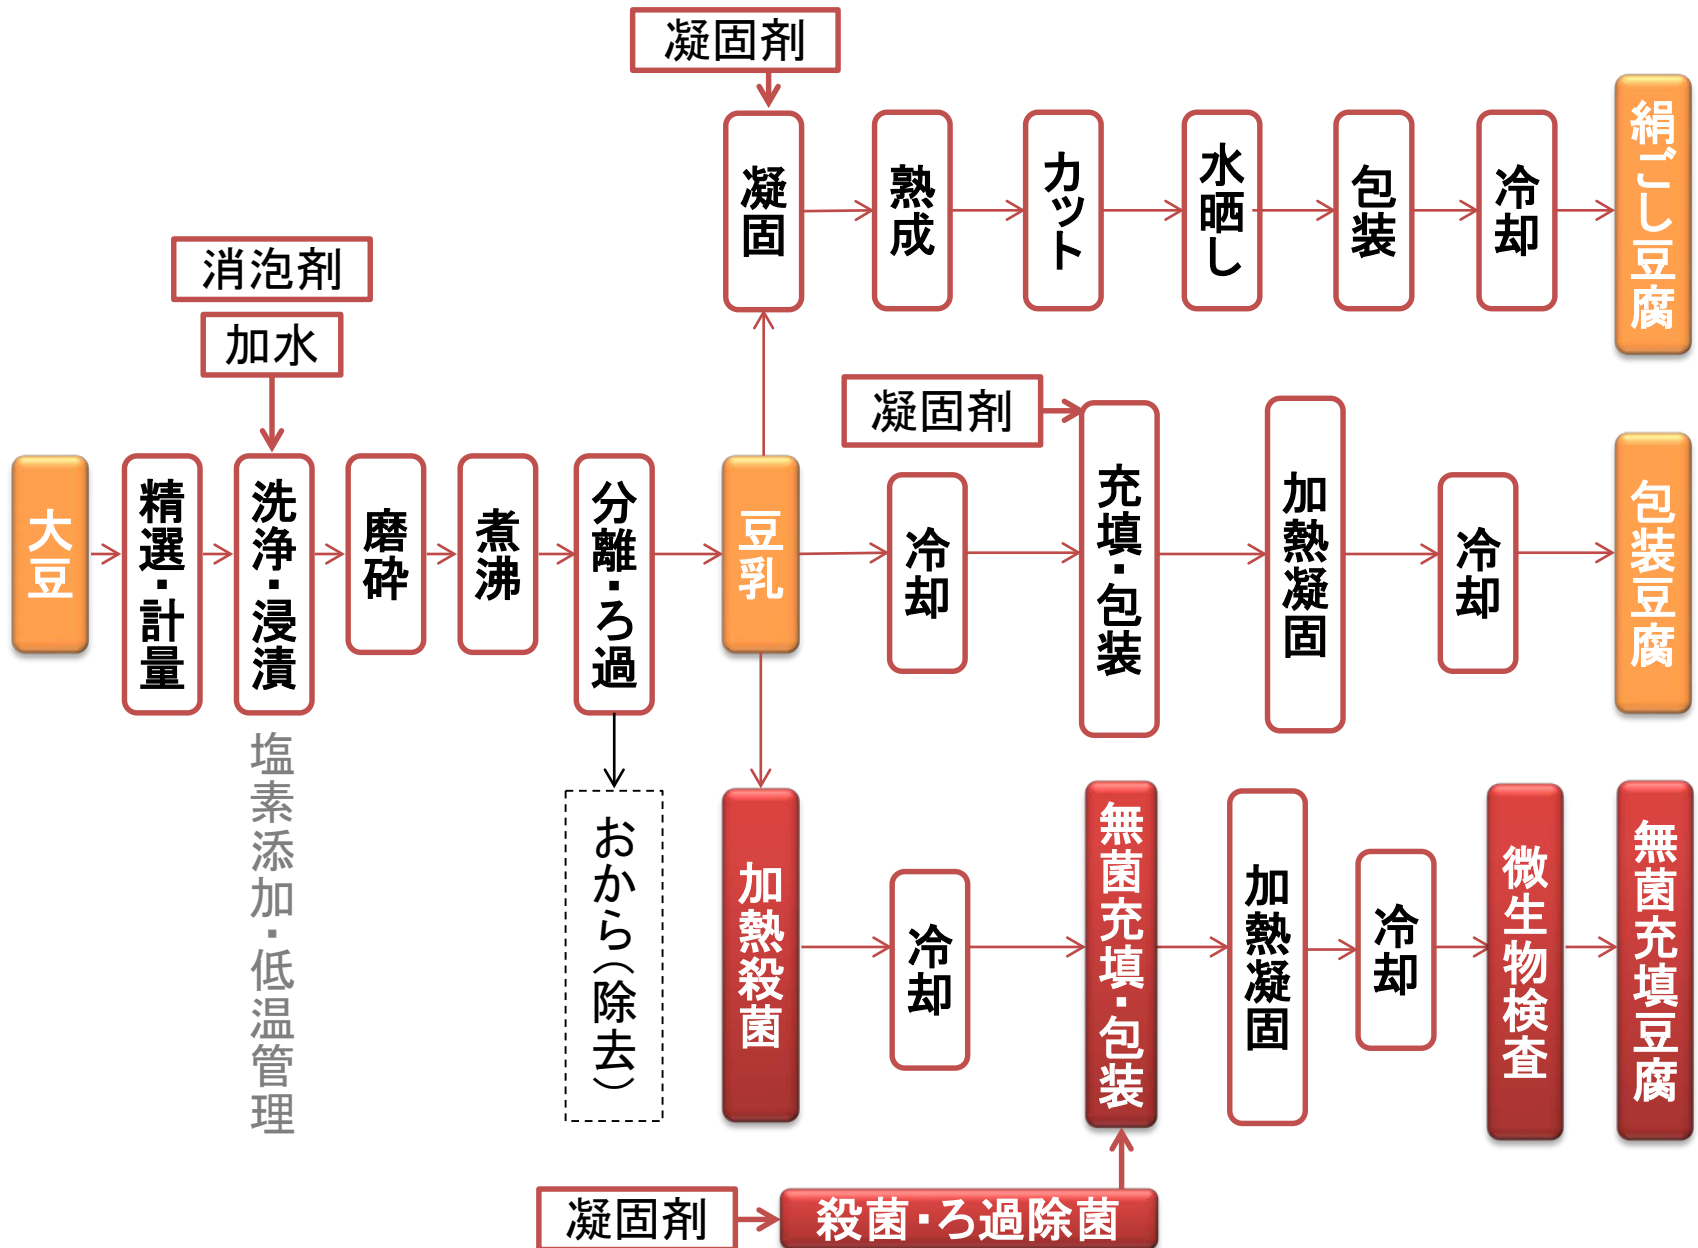 凝固剤
凝固
熟成
カット
水晒し
包装
冷却
絹ごし豆腐
消泡剤
加水
大豆
精選・計量
洗浄・浸漬
磨砕
煮沸
分離・ろ過
豆乳
凝固剤
冷却
充填・包装
加熱凝固
冷却
包装豆腐
塩素添加・低温管理
おから（除去）
加熱殺菌
冷却
無菌充填・包装
加熱凝固
冷却
微生物検査
無菌充填豆腐
凝固剤
殺菌・ろ過除菌